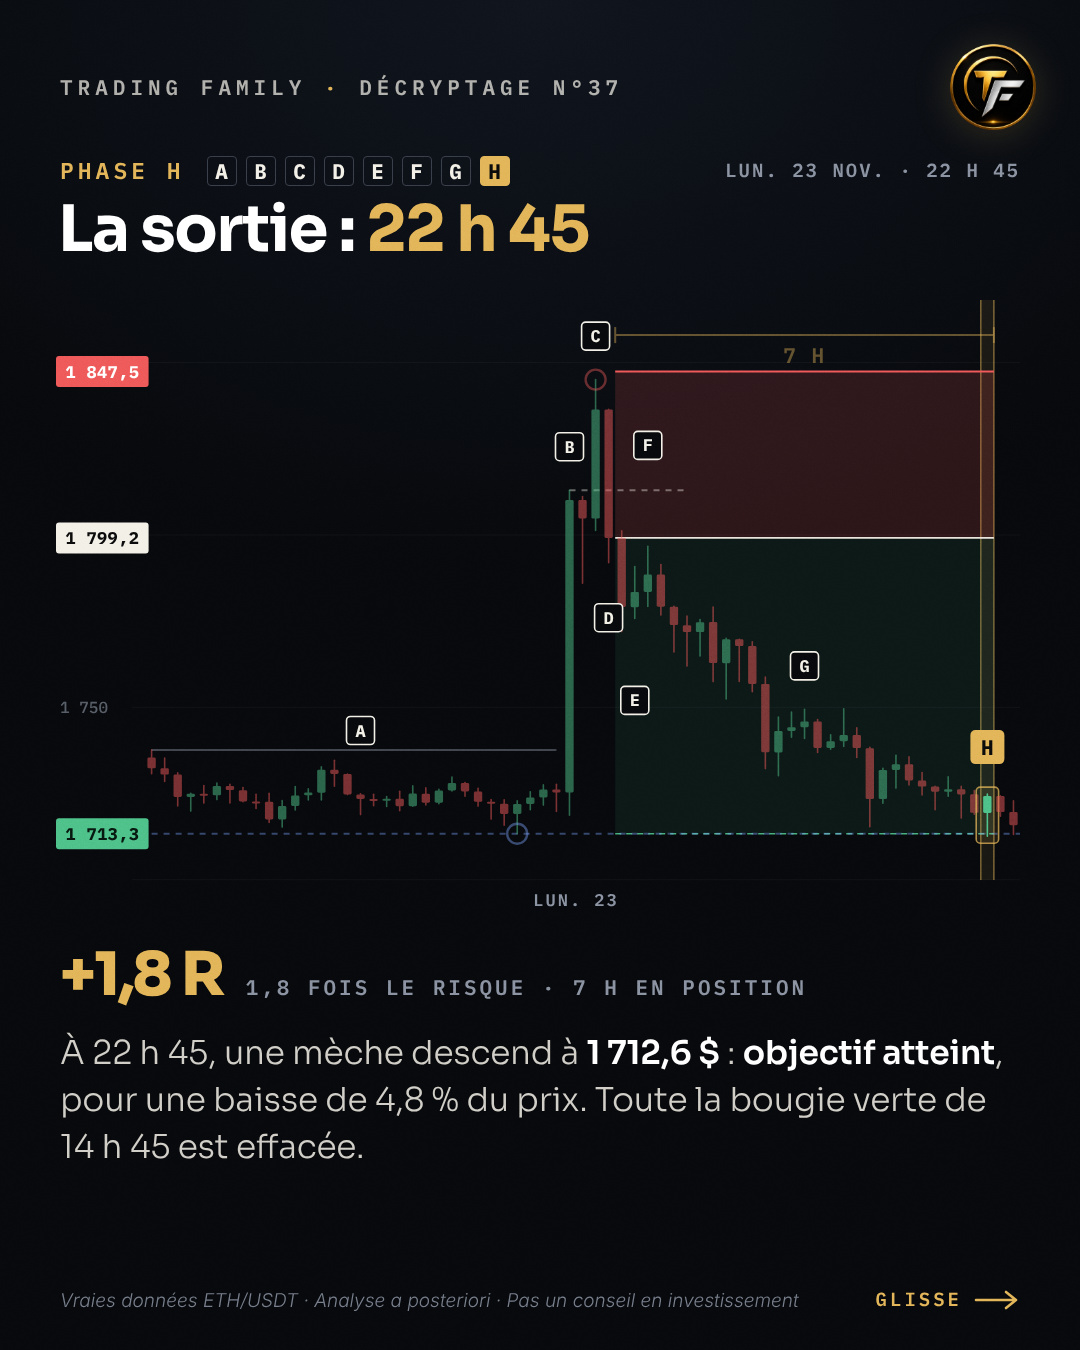 TRADING FAMILY · DÉCRYPTAGE N°37
TF
PHASE H A B C D E F G H
LUN. 23 NOV. · 22 H 45
La sortie : 22 h 45
C
7 H
1 847,5
B
F
1 799,2
D
G
E
1 750
A
H
1 713,3
LUN. 23
+1,8 R 1,8 FOIS LE RISQUE · 7 H EN POSITION
À 22 h 45, une mèche descend à 1 712,6 $ : objectif atteint,
pour une baisse de 4,8 % du prix. Toute la bougie verte de
14 h 45 est effacée.
Vraies données ETH/USDT · Analyse a posteriori · Pas un conseil en investissement
GLISSE